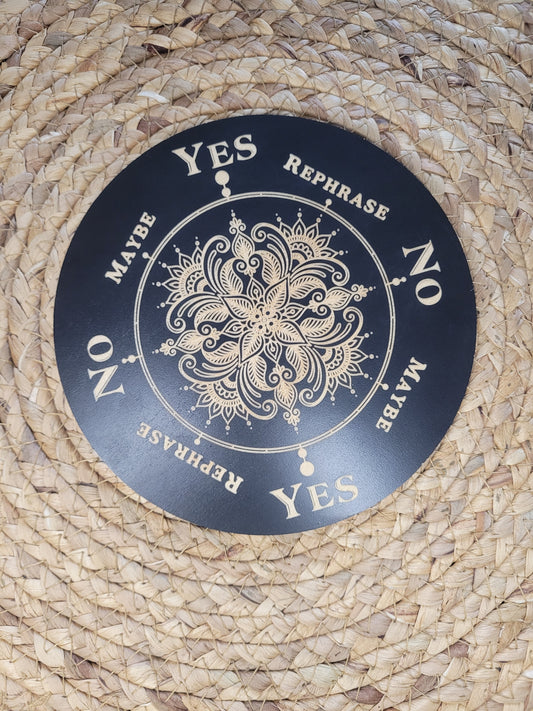 YES
REPHRASE
NO
MAYBE
YES
REPHRASE
NO
MAYBE